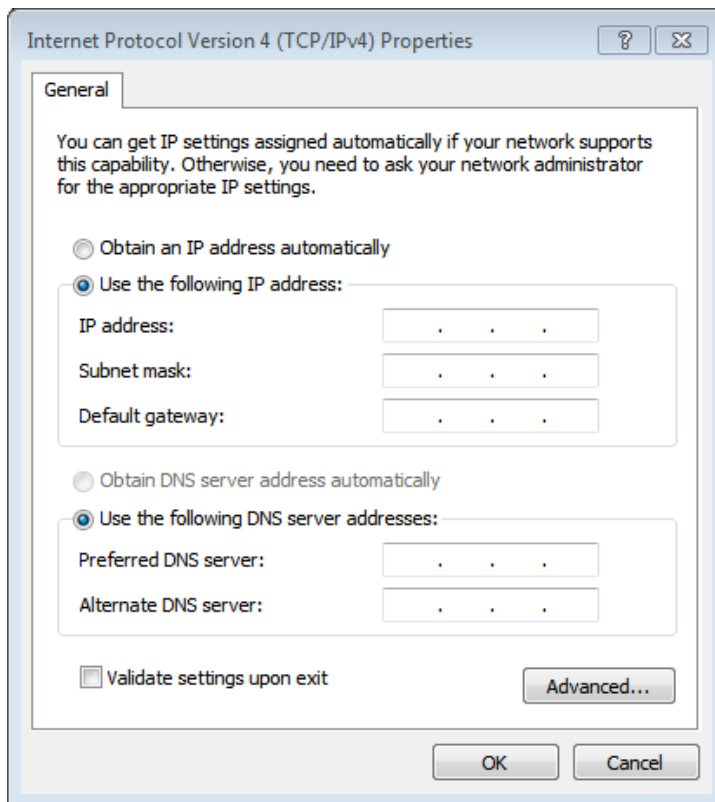 Internet Protocol Version 4 (TCP/IPv4) Properties
General
You can get IP settings assigned automatically if your network supports
this capability. Otherwise, you need to ask your network administrator
for the appropriate IP settings.
Obtain an IP address automatically
Use the following IP address:
IP address: . . .
Subnet mask: . . .
Default gateway: . . .
Obtain DNS server address automatically
Use the following DNS server addresses:
Preferred DNS server: . . .
Alternate DNS server: . . .
Validate settings upon exit
Advanced...
OK Cancel